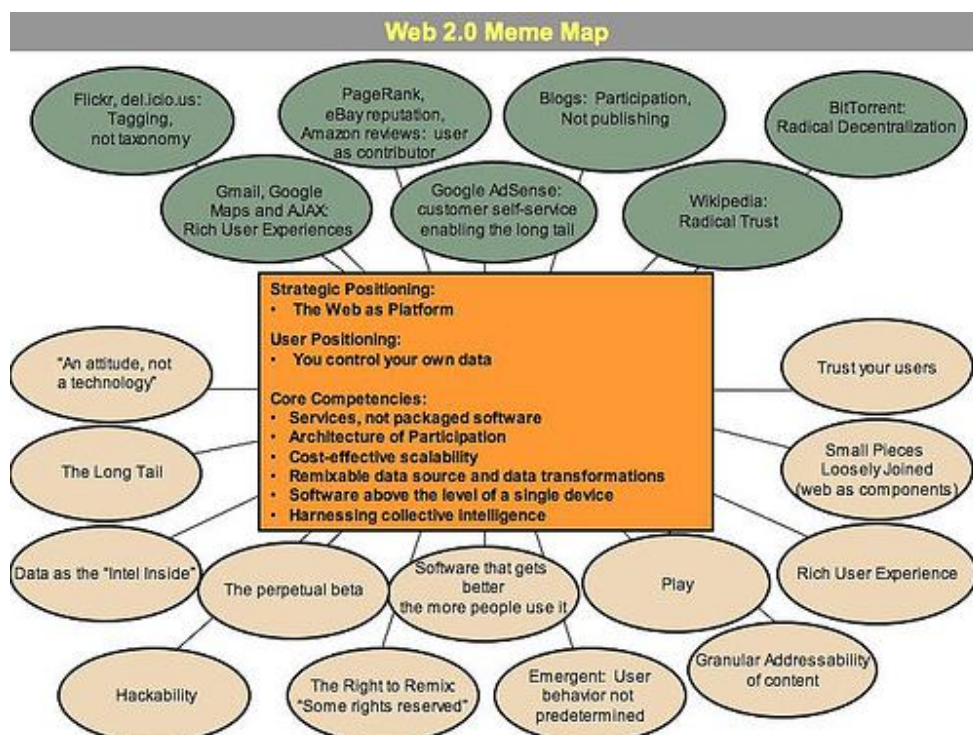 Web 2.0 Meme Map
Flickr, del.icio.us:
Tagging,
not taxonomy
PageRank,
eBay reputation,
Amazon reviews: user
as contributor
Blogs: Participation,
Not publishing
BitTorrent:
Radical Decentralization
Gmail, Google
Maps and AJAX:
Rich User Experiences
Google AdSense:
customer self-service
enabling the long tail
Wikipedia:
Radical Trust
Strategic Positioning:
• The Web as Platform
User Positioning:
• You control your own data
Core Competencies:
• Services, not packaged software
• Architecture of Participation
• Cost-effective scalability
• Remixable data source and data transformations
• Software above the level of a single device
• Harnessing collective intelligence
"An attitude, not
a technology"
Trust your users
The Long Tail
Small Pieces
Loosely Joined
(web as components)
Data as the "Intel Inside"
The perpetual beta
Software that gets
better
the more people use it
Play
Rich User Experience
Hackability
The Right to Remix:
"Some rights reserved"
Emergent: User
behavior not
predetermined
Granular Addressability
of content